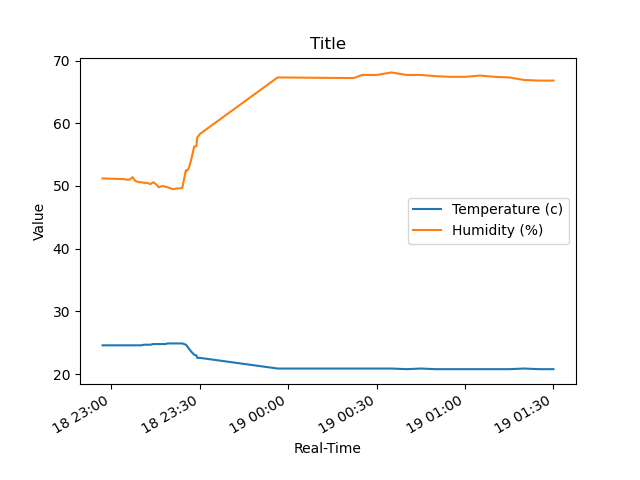 Title
70
60
50
40
30
20
Value
Temperature (c)
Humidity (%)
18 23:00
18 23:30
19 00:00
19 00:30
19 01:00
19 01:30
Real-Time